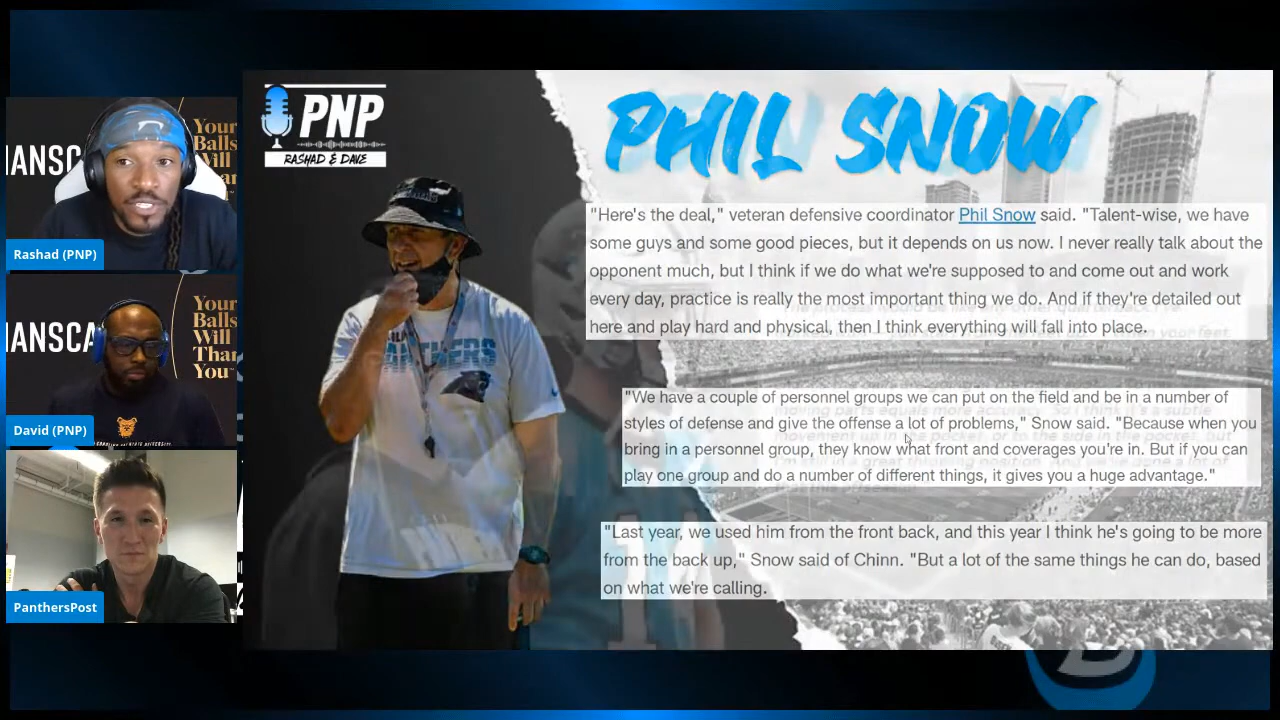 PNP
RASHAD & DAVE
PHIL SNOW
"Here's the deal," veteran defensive coordinator Phil Snow said. "Talent-wise, we have
some guys and some good pieces, but it depends on us now. I never really talk about the
opponent much, but I think if we do what we're supposed to and come out and work
every day, practice is really the most important thing we do. And if they're detailed out
here and play hard and physical, then I think everything will fall into place.
"We have a couple of personnel groups we can put on the field and be in a number of
styles of defense and give the offense a lot of problems," Snow said. "Because when you
bring in a personnel group, they know what front and coverages you're in. But if you can
play one group and do a number of different things, it gives you a huge advantage."
"Last year, we used him from the front back, and this year I think he's going to be more
from the back up," Snow said of Chinn. "But a lot of the same things he can do, based
on what we're calling.
PANTHERS
IANSC
Your
Balls
Will
Rashad (PNP)
IANSCA
Your
Balls
Will
Than
You
David (PNP)
PanthersPost